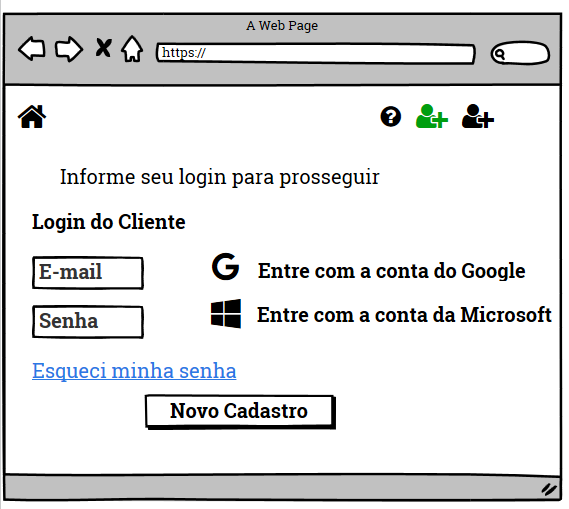 A Web Page
https://
Informe seu login para prosseguir
Login do Cliente
E-mail
Entre com a conta do Google
Senha
Entre com a conta da Microsoft
Esqueci minha senha
Novo Cadastro